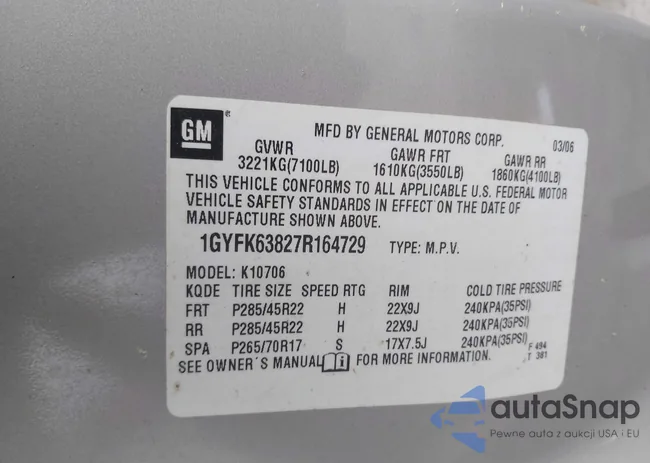 GM®
MFD BY GENERAL MOTORS CORP. 03/06
GVWR GAWR FRT GAWR RR
3221KG(7100LB) 1610KG(3550LB) 1860KG(4100LB)
THIS VEHICLE CONFORMS TO ALL APPLICABLE U.S. FEDERAL MOTOR
VEHICLE SAFETY STANDARDS IN EFFECT ON THE DATE OF
MANUFACTURE SHOWN ABOVE.
1GYFK63827R164729 TYPE: M.P.V.
MODEL: K10706
KQDE TIRE SIZE SPEED RTG RIM COLD TIRE PRESSURE
FRT P285/45R22 H 22X9J 240KPA(35PSI)
RR P285/45R22 H 22X9J 240KPA(35PSI)
SPA P265/70R17 S 17X7.5J 240KPA(35PSI) F 494
SEE OWNER'S MANUAL i FOR MORE INFORMATION. T 381
autaSnap
Pewne auta z aukcji USA i EU